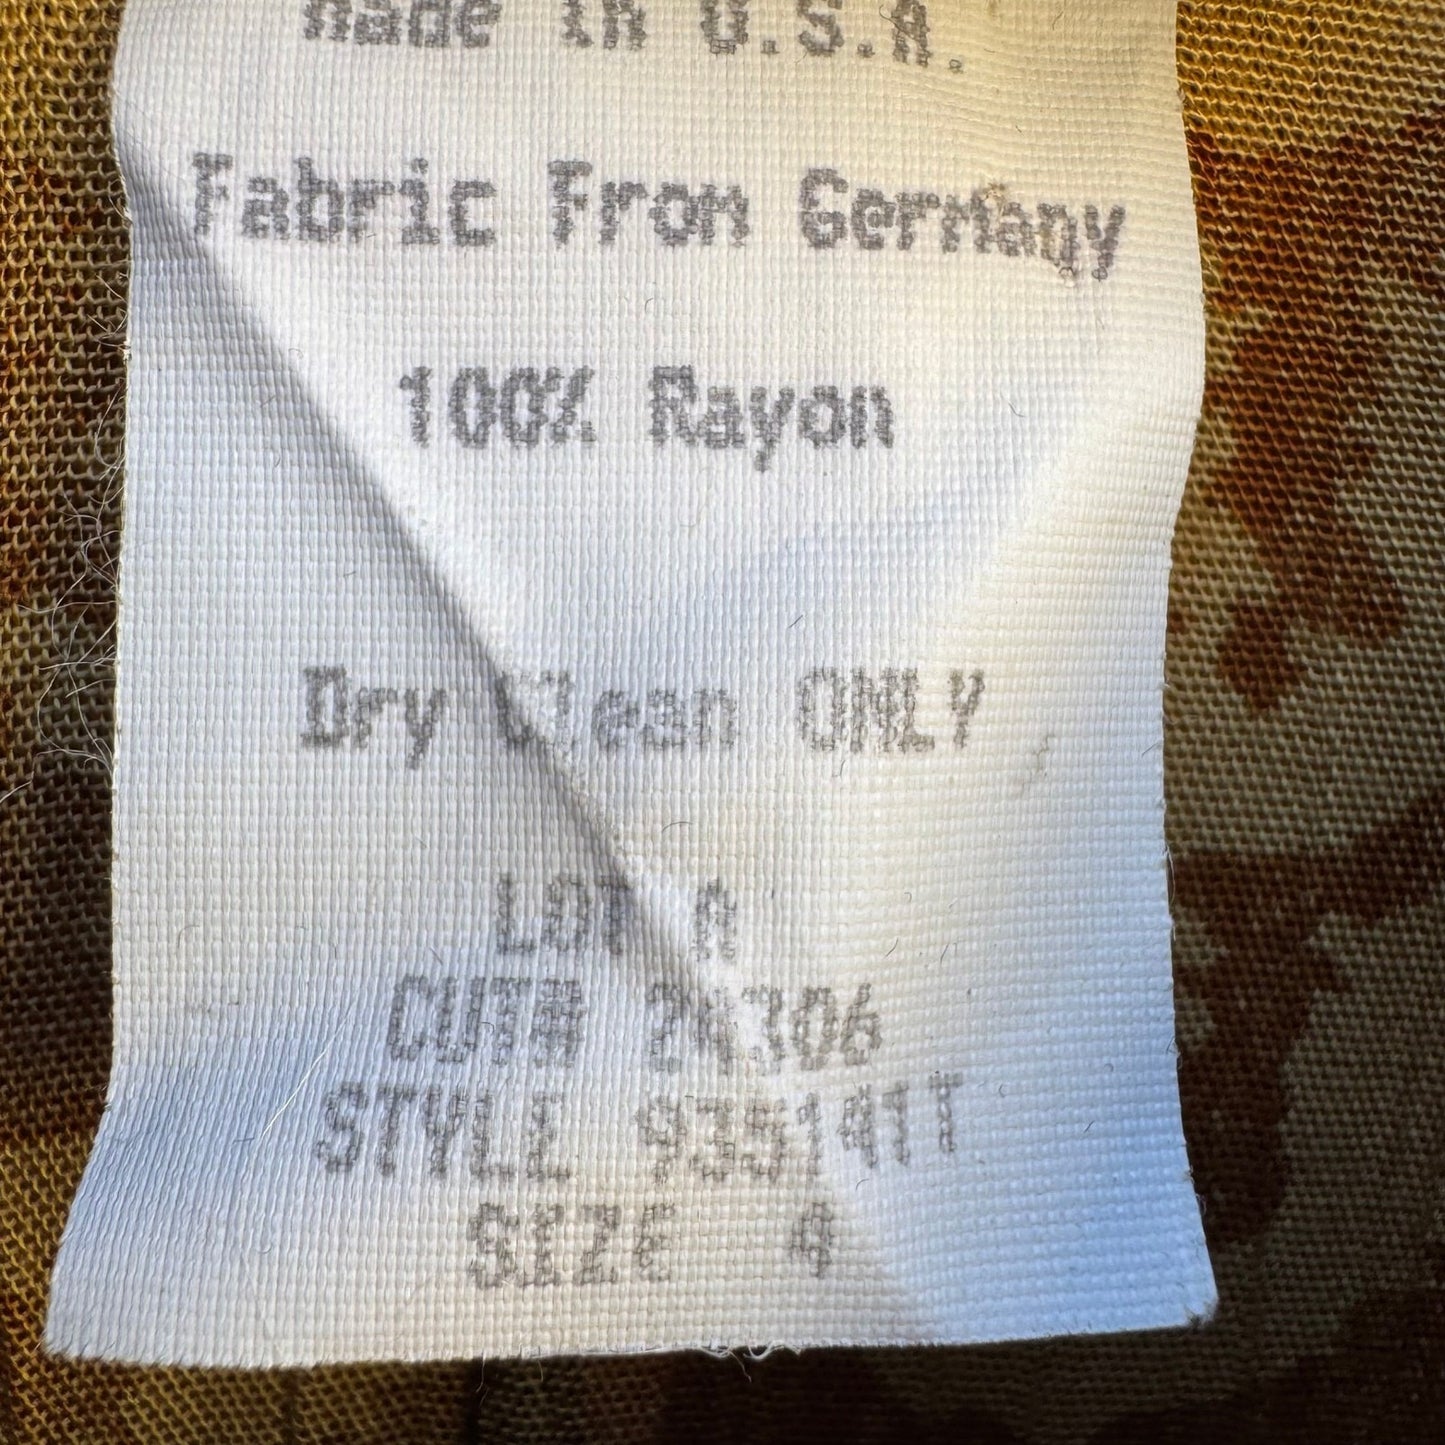 Made in U.S.A.
Fabric From Germany
100% Rayon
Dry Clean ONLY
LOT A
CUT# 24306
STYLE 935141T
SIZE 4